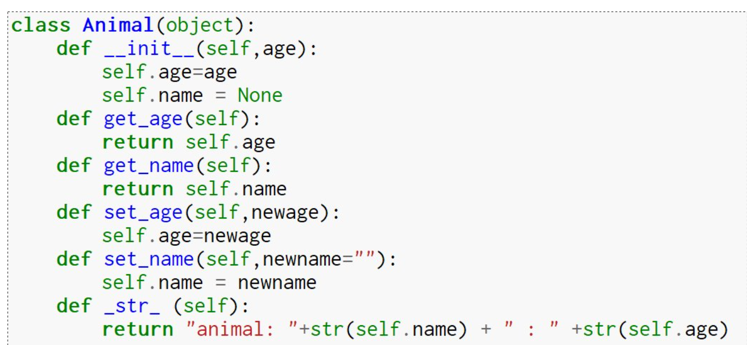 class Animal(object):
    def __init__(self,age):
        self.age=age
        self.name = None
    def get_age(self):
        return self.age
    def get_name(self):
        return self.name
    def set_age(self,newage):
        self.age=newage
    def set_name(self,newname=""):
        self.name = newname
    def _str_ (self):
        return "animal: "+str(self.name) + " : " +str(self.age)